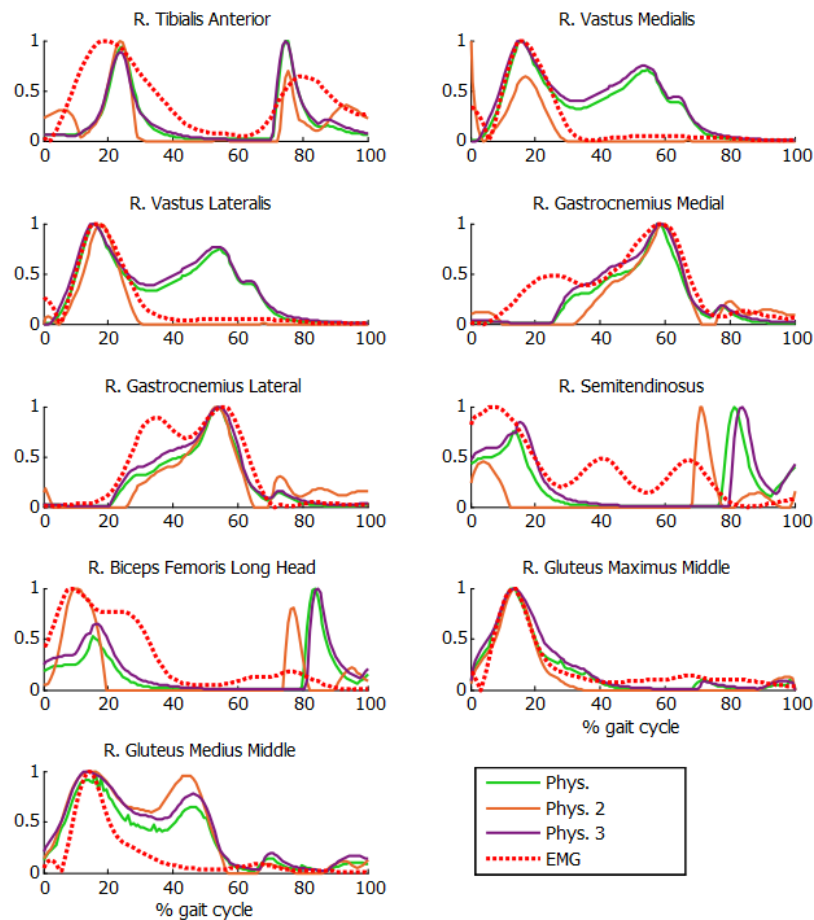 R. Tibialis Anterior
1
0.5
0
0 20 40 60 80 100
R. Vastus Medialis
1
0.5
0
0 20 40 60 80 100
R. Vastus Lateralis
1
0.5
0
0 20 40 60 80 100
R. Gastrocnemius Medial
1
0.5
0
0 20 40 60 80 100
R. Gastrocnemius Lateral
1
0.5
0
0 20 40 60 80 100
R. Semitendinosus
1
0.5
0
0 20 40 60 80 100
R. Biceps Femoris Long Head
1
0.5
0
0 20 40 60 80 100
R. Gluteus Maximus Middle
1
0.5
0
0 20 40 60 80 100
% gait cycle
R. Gluteus Medius Middle
1
0.5
0
0 20 40 60 80 100
% gait cycle
Phys.
Phys. 2
Phys. 3
EMG